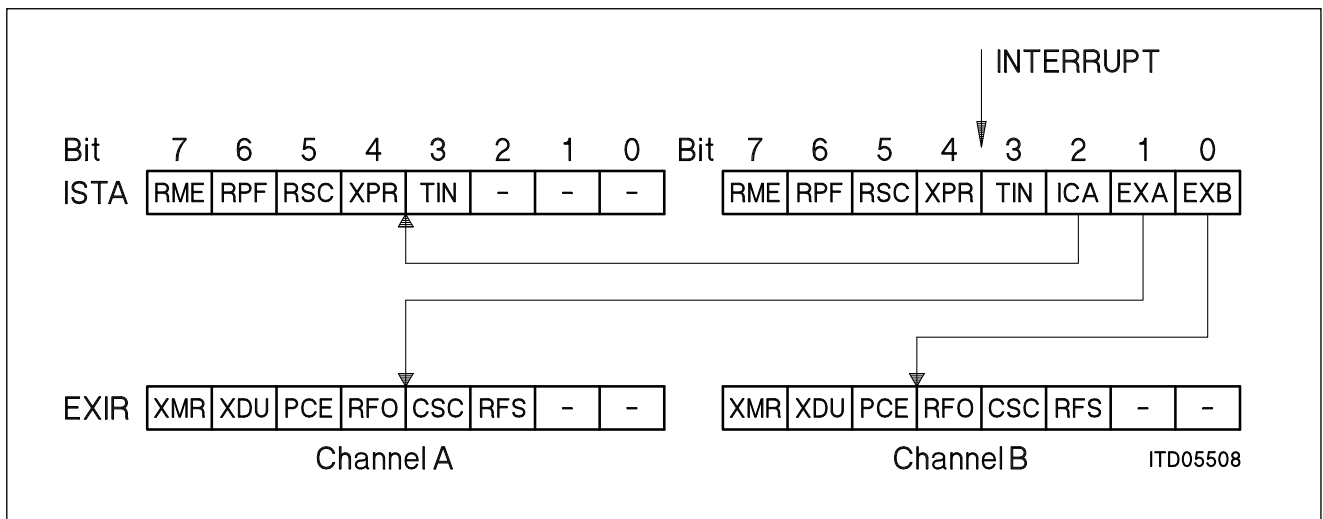 INTERRUPT
Bit 7 6 5 4 3 2 1 0 Bit 7 6 5 4 3 2 1 0
ISTA RME RPF RSC XPR TIN - - - RME RPF RSC XPR TIN ICA EXA EXB
EXIR XMR XDU PCE RFO CSC RFS - - XMR XDU PCE RFO CSC RFS - -
Channel A Channel B ITD05508